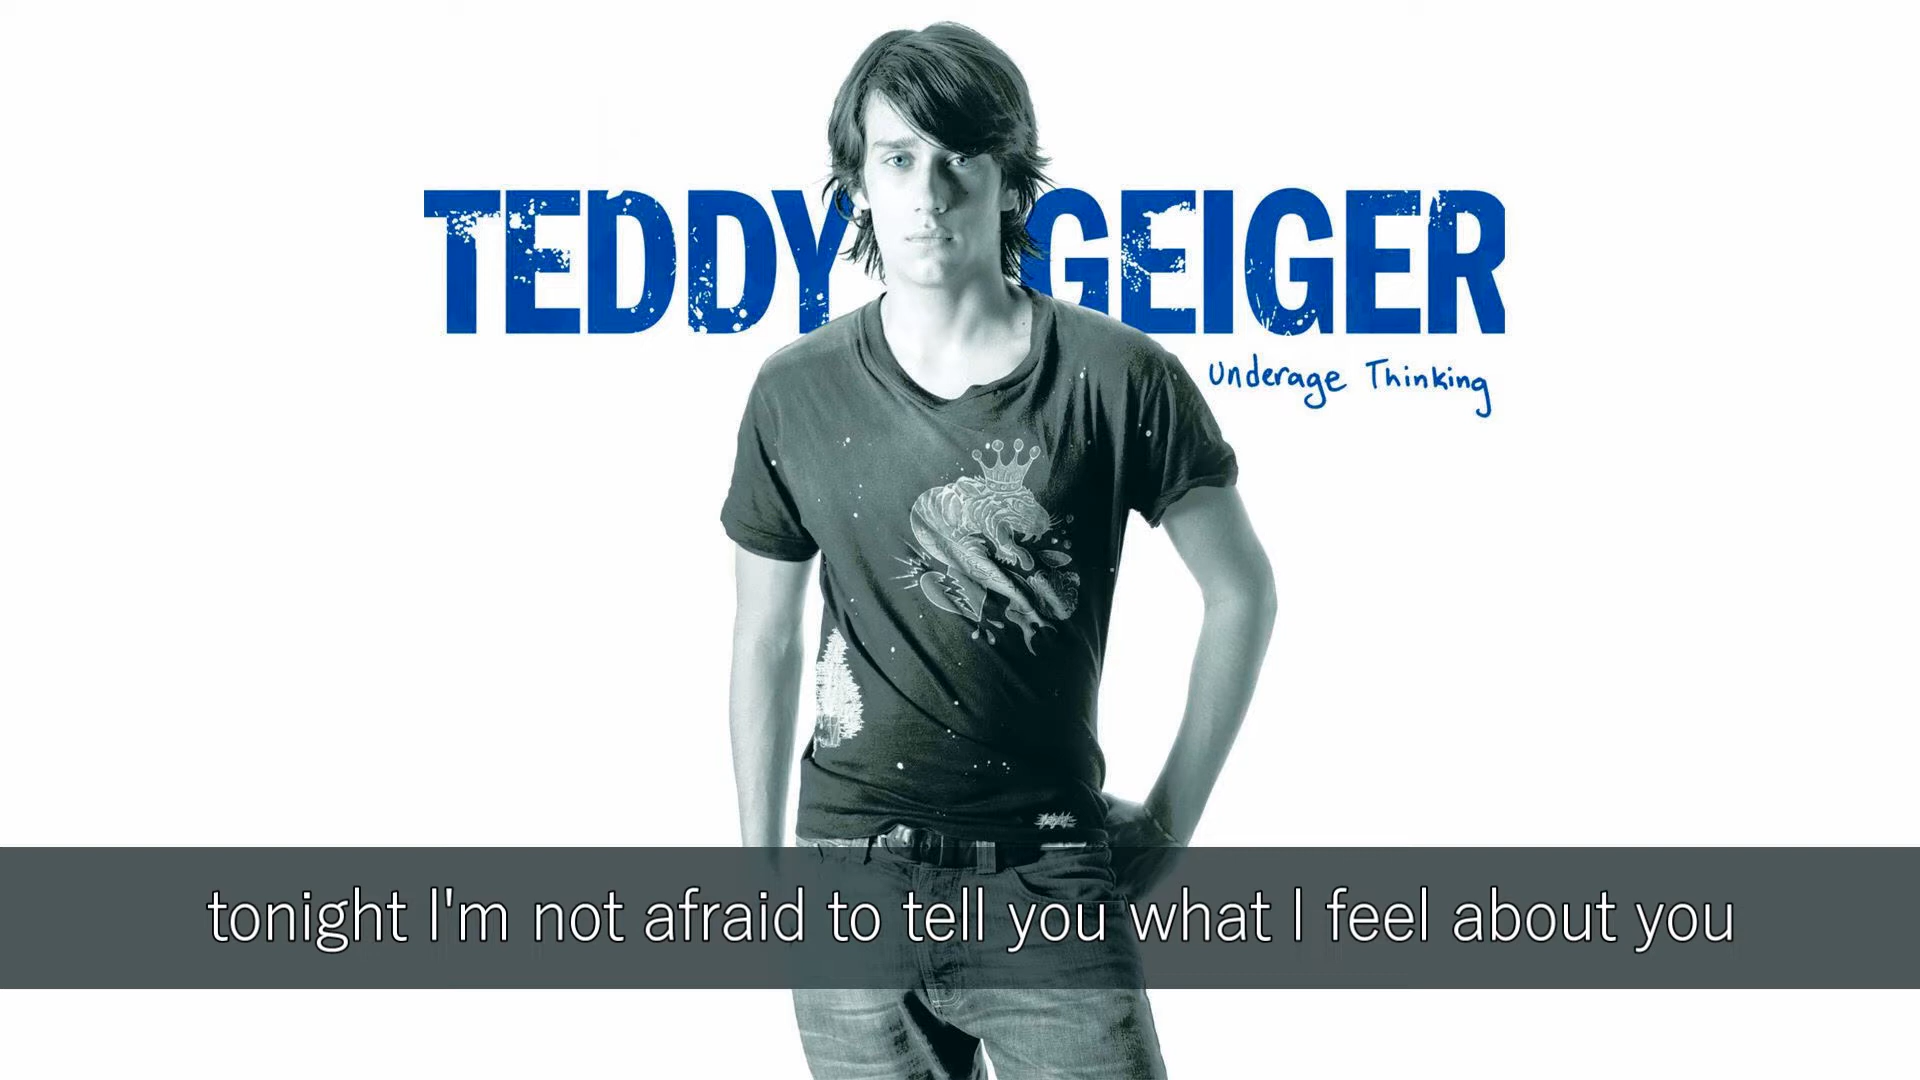 TEDDY GEIGER
Underage Thinking
tonight I'm not afraid to tell you what I feel about you